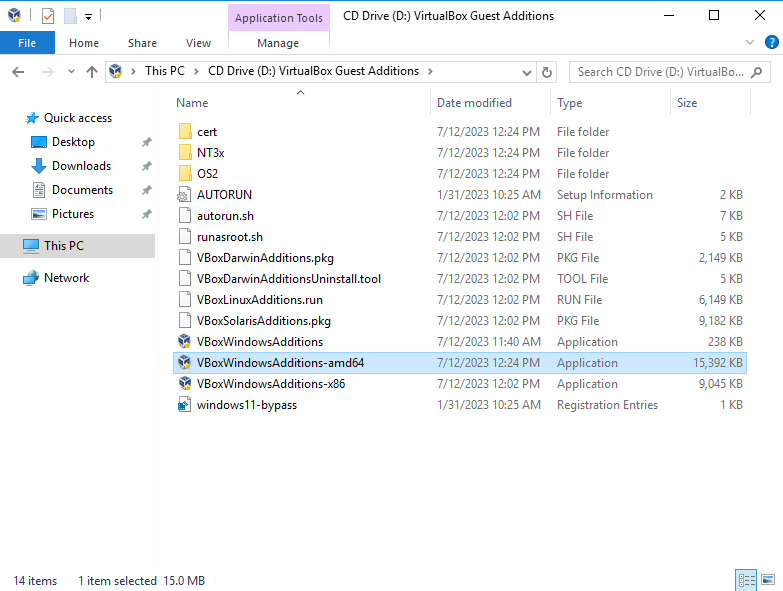 Application Tools CD Drive (D:) VirtualBox Guest Additions
File Home Share View Manage
This PC CD Drive (D:) VirtualBox Guest Additions Search CD Drive (D:) VirtualBo...
Name Date modified Type Size
Quick access
Desktop
Downloads
Documents
Pictures
This PC
Network
cert 7/12/2023 12:24 PM File folder
NT3x 7/12/2023 12:24 PM File folder
OS2 7/12/2023 12:24 PM File folder
AUTORUN 1/31/2023 10:25 AM Setup Information 2 KB
autorun.sh 7/12/2023 12:02 PM SH File 7 KB
runasroot.sh 7/12/2023 12:02 PM SH File 5 KB
VBoxDarwinAdditions.pkg 7/12/2023 12:02 PM PKG File 2,149 KB
VBoxDarwinAdditionsUninstall.tool 7/12/2023 12:02 PM TOOL File 5 KB
VBoxLinuxAdditions.run 7/12/2023 12:02 PM RUN File 6,149 KB
VBoxSolarisAdditions.pkg 7/12/2023 12:02 PM PKG File 9,182 KB
VBoxWindowsAdditions 7/12/2023 11:40 AM Application 238 KB
VBoxWindowsAdditions-amd64 7/12/2023 12:24 PM Application 15,392 KB
VBoxWindowsAdditions-x86 7/12/2023 12:02 PM Application 9,045 KB
windows11-bypass 1/31/2023 10:25 AM Registration Entries 1 KB
14 items 1 item selected 15.0 MB